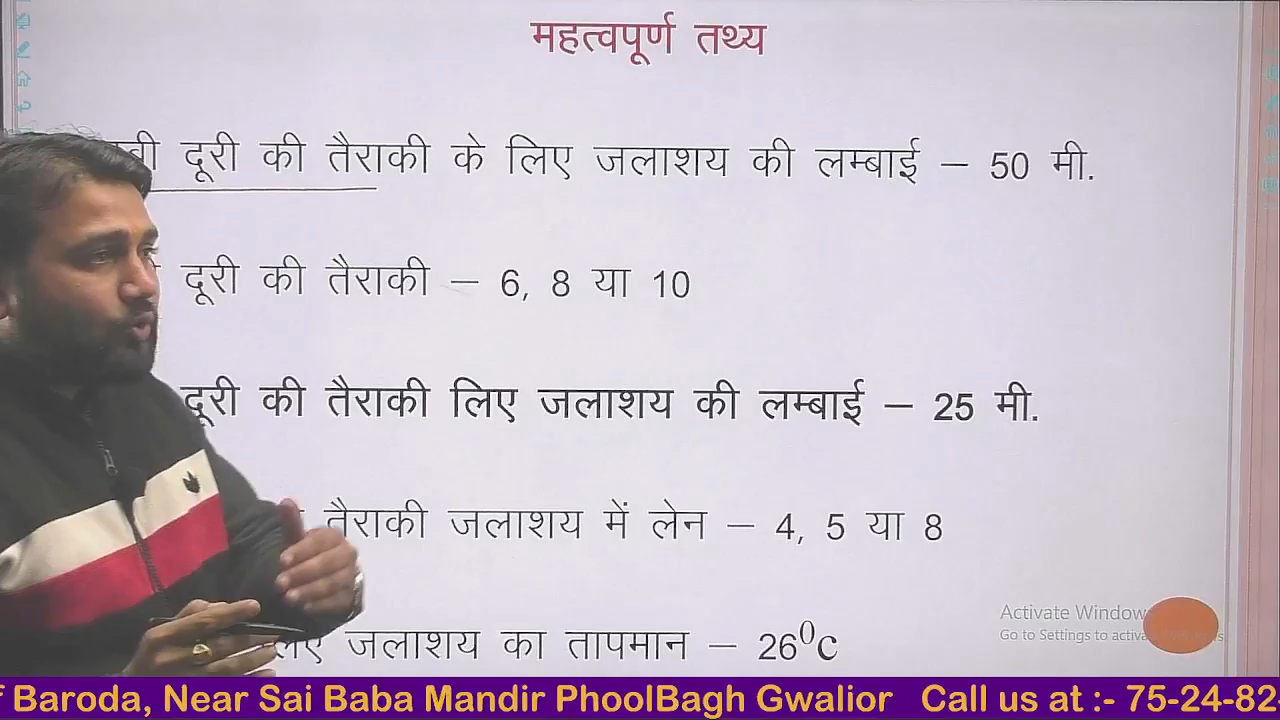 महत्वपूर्ण तथ्य
दूरी की तैराकी के लिए जलाशय की लम्बाई – 50 मी.
दूरी की तैराकी – 6, 8 या 10
दूरी की तैराकी लिए जलाशय की लम्बाई – 25 मी.
तैराकी जलाशय में लेन – 4, 5 या 8
जलाशय का तापमान – 26⁰c
Activate Window
Go to Settings to activa
Baroda, Near Sai Baba Mandir PhoolBagh Gwalior Call us at :- 75-24-82